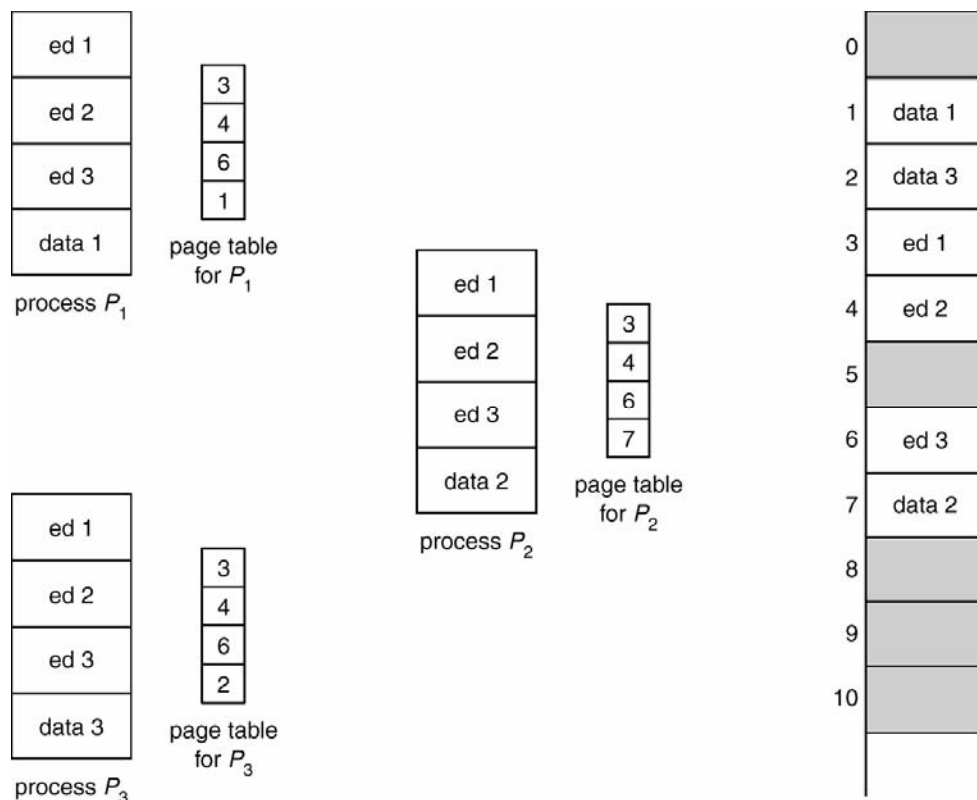 ed 1
ed 2
ed 3
data 1
process P1
3
4
6
1
page table
for P1
ed 1
ed 2
ed 3
data 2
process P2
3
4
6
7
page table
for P2
ed 1
ed 2
ed 3
data 3
process P3
3
4
6
2
page table
for P3
0
1 data 1
2 data 3
3 ed 1
4 ed 2
5
6 ed 3
7 data 2
8
9
10